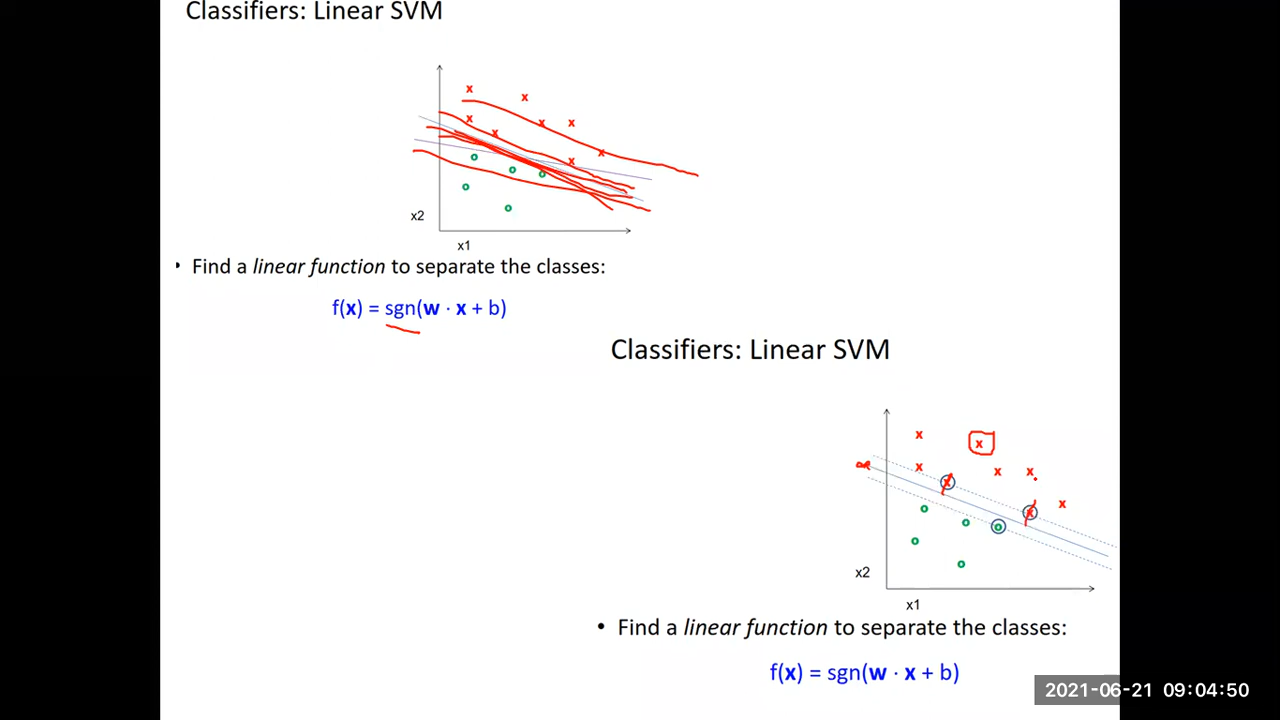 Classifiers: Linear SVM
x2
x1
• Find a linear function to separate the classes:
f(x) = sgn(w · x + b)
Classifiers: Linear SVM
x2
x1
• Find a linear function to separate the classes:
f(x) = sgn(w · x + b)
2021-06-21 09:04:50